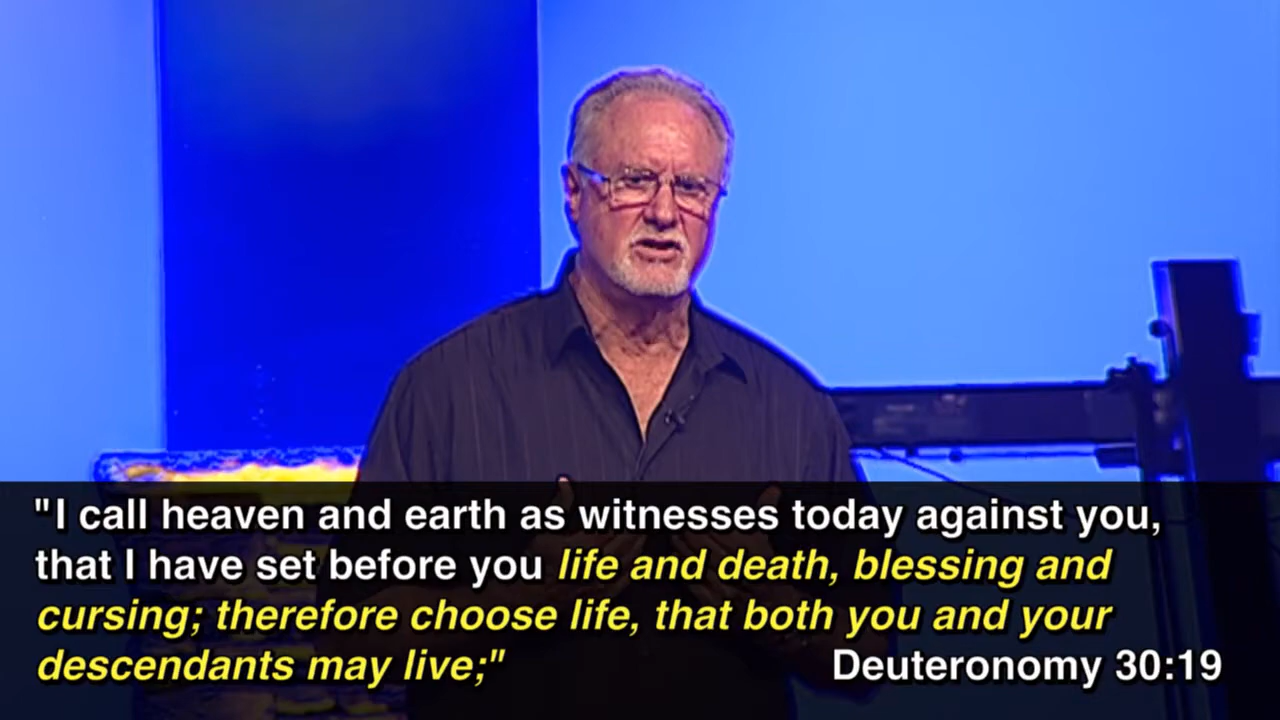 "I call heaven and earth as witnesses today against you,
that I have set before you life and death, blessing and
cursing; therefore choose life, that both you and your
descendants may live;"
Deuteronomy 30:19